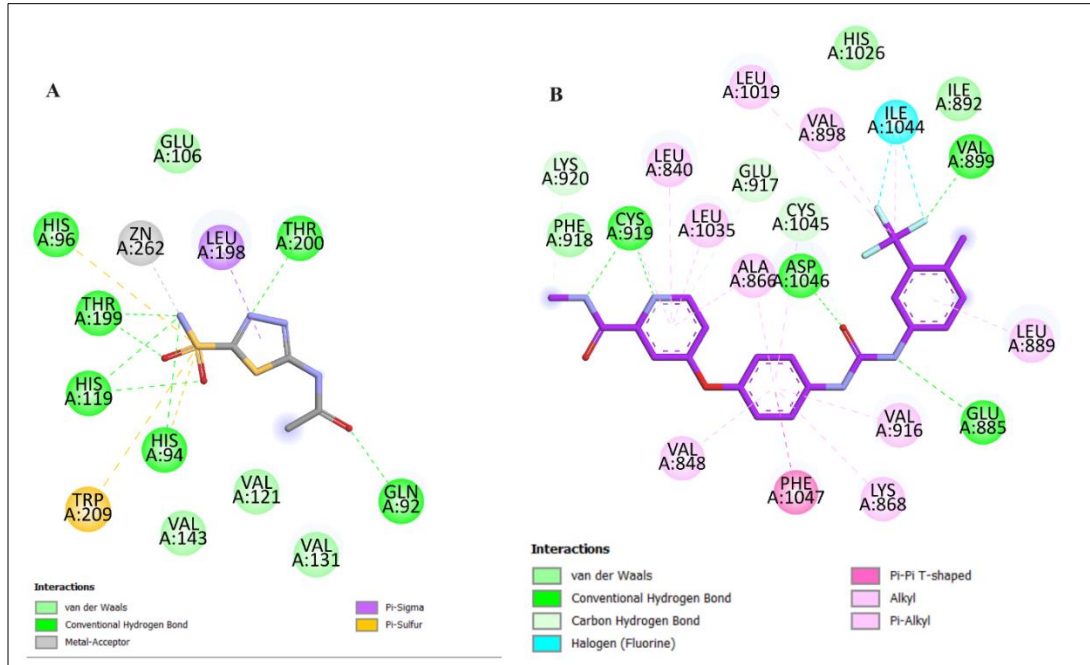 A
GLU
A:106
HIS
A:96
ZN
A:262
LEU
A:198
THR
A:200
THR
A:199
HIS
A:119
HIS
A:94
TRP
A:209
VAL
A:143
VAL
A:121
VAL
A:131
GLN
A:92
Interactions
van der Waals
Conventional Hydrogen Bond
Metal-Acceptor
Pi-Sigma
Pi-Sulfur
B
HIS
A:1026
LEU
A:1019
VAL
A:898
ILE
A:1044
ILE
A:892
VAL
A:899
LYS
A:920
LEU
A:840
GLU
A:917
PHE
A:918
CYS
A:919
LEU
A:1035
CYS
A:1045
ALA
A:866
ASP
A:1046
LEU
A:889
VAL
A:916
GLU
A:885
VAL
A:848
PHE
A:1047
LYS
A:868
Interactions
van der Waals
Conventional Hydrogen Bond
Carbon Hydrogen Bond
Halogen (Fluorine)
Pi-Pi T-shaped
Alkyl
Pi-Alkyl